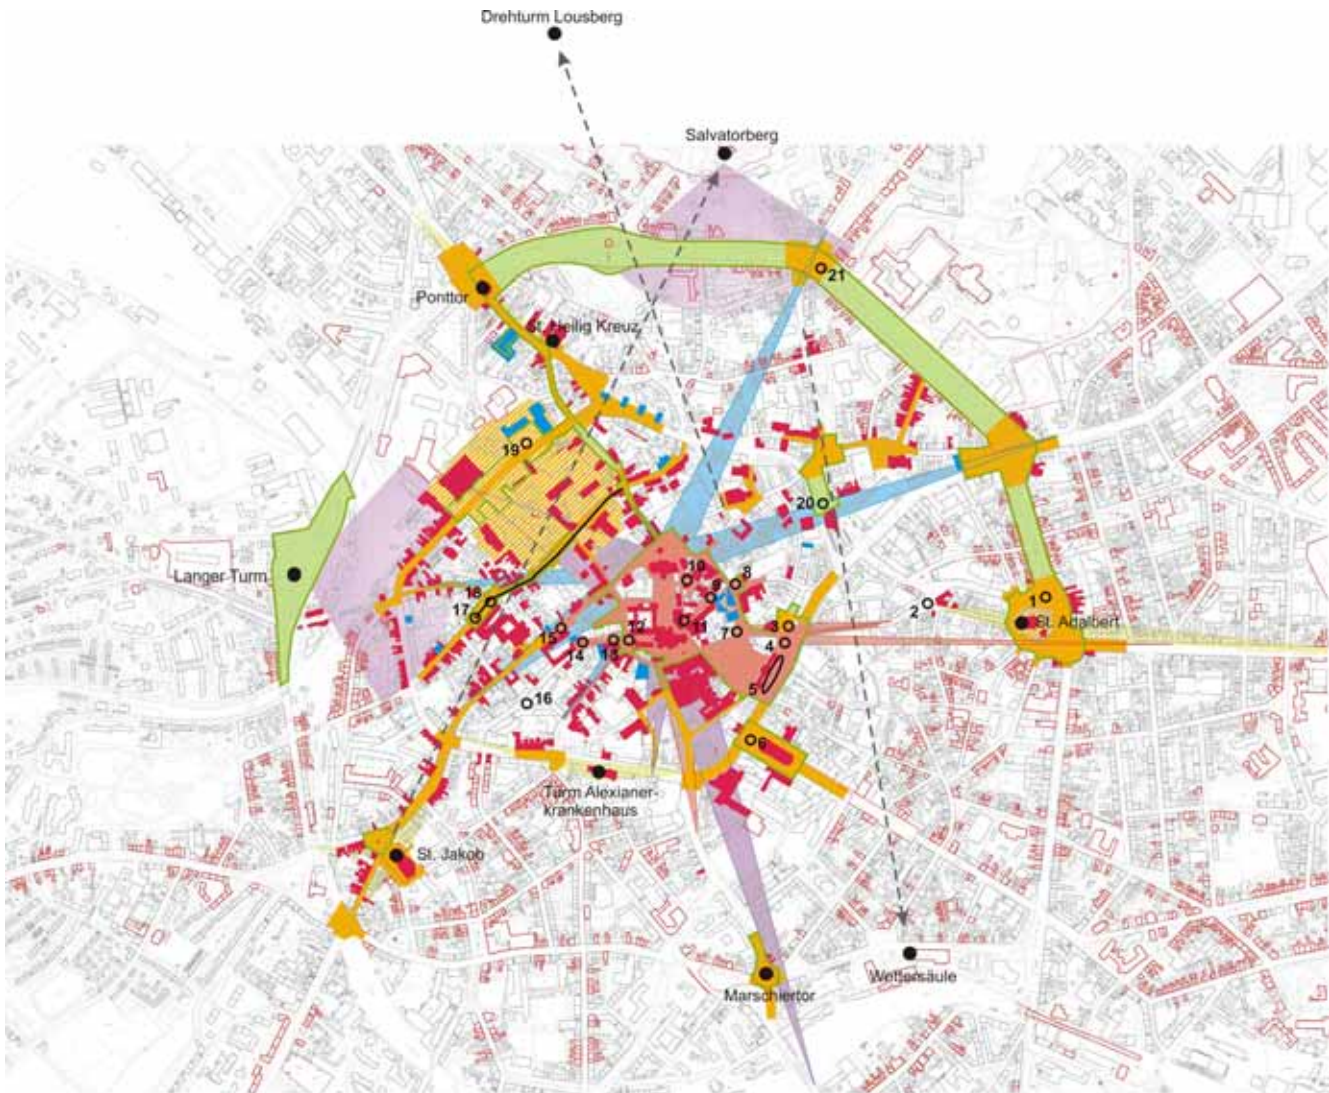 Drehturm Lousberg
Salvatorberg
21
Ponttor
St. Heilig Kreuz
19
20
Langer Turm
10
8
18
9
1
2
17
11
3
St. Adalbert
15
12
7
14
13
4
5
16
6
Turm Alexianer-
krankenhaus
St. Jakob
Marschiertor
Wettersäule